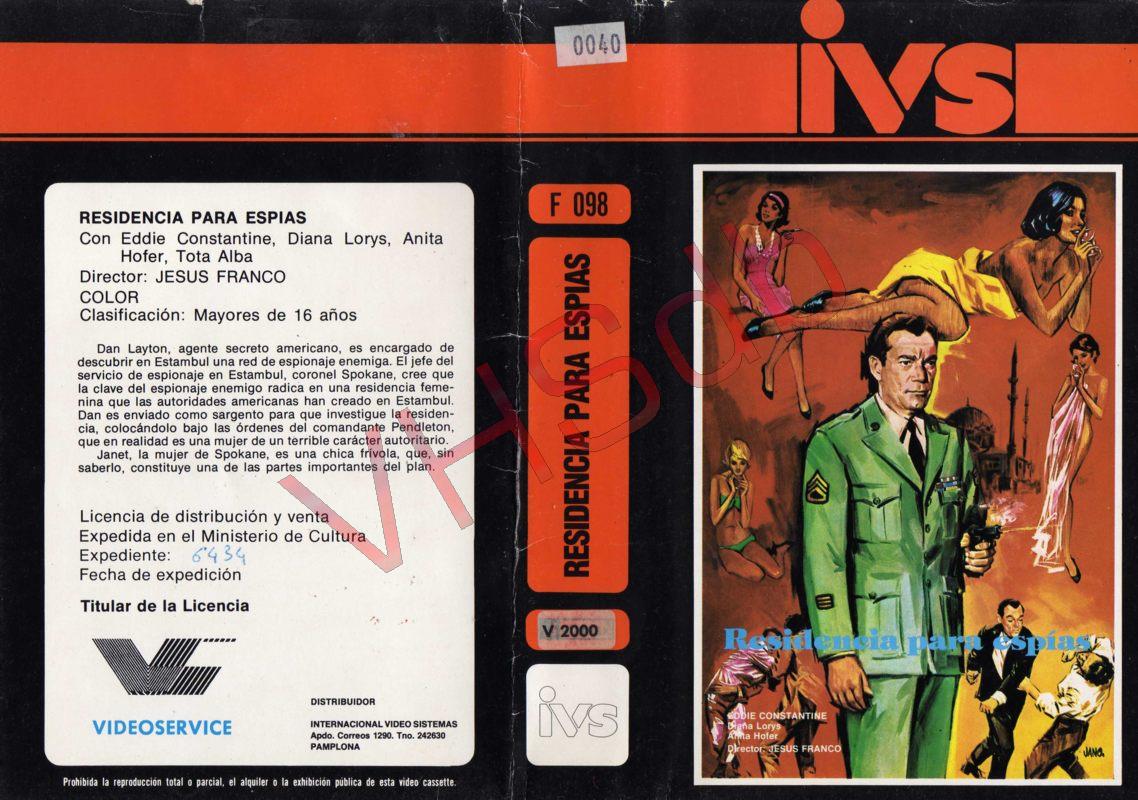 0040
ivs
RESIDENCIA PARA ESPIAS
Con Eddie Constantine, Diana Lorys, Anita
Hofer, Tota Alba
Director: JESUS FRANCO
COLOR
Clasificación: Mayores de 16 años
Dan Layton, agente secreto americano, es encargado de
descubrir en Estambul una red de espionaje enemiga. El jefe del
servicio de espionaje en Estambul, coronel Spokane, cree que
la clave del espionaje enemigo radica en una residencia feme-
nina que las autoridades americanas han creado en Estambul.
Dan es enviado como sargento para que investigue la residen-
cia, colocándolo bajo las órdenes del comandante Pendleton,
que en realidad es una mujer de un terrible carácter autoritario.
Janet, la mujer de Spokane, es una chica frívola, que, sin
saberlo, constituye una de las partes importantes del plan.
Licencia de distribución y venta
Expedida en el Ministerio de Cultura
Expediente: 6434
Fecha de expedición
Titular de la Licencia
VIDEOSERVICE
DISTRIBUIDOR
INTERNACIONAL VIDEO SISTEMAS
Apdo. Correos 1290. Tno. 242630
PAMPLONA
Prohibida la reproducción total o parcial, el alquiler o la exhibición pública de esta video cassette.
F 098
RESIDENCIA PARA ESPIAS
V 2000
ivs
Residencia para espías
EDDIE CONSTANTINE
Diana Lorys
Anita Hofer
Director: JESUS FRANCO
JANO.